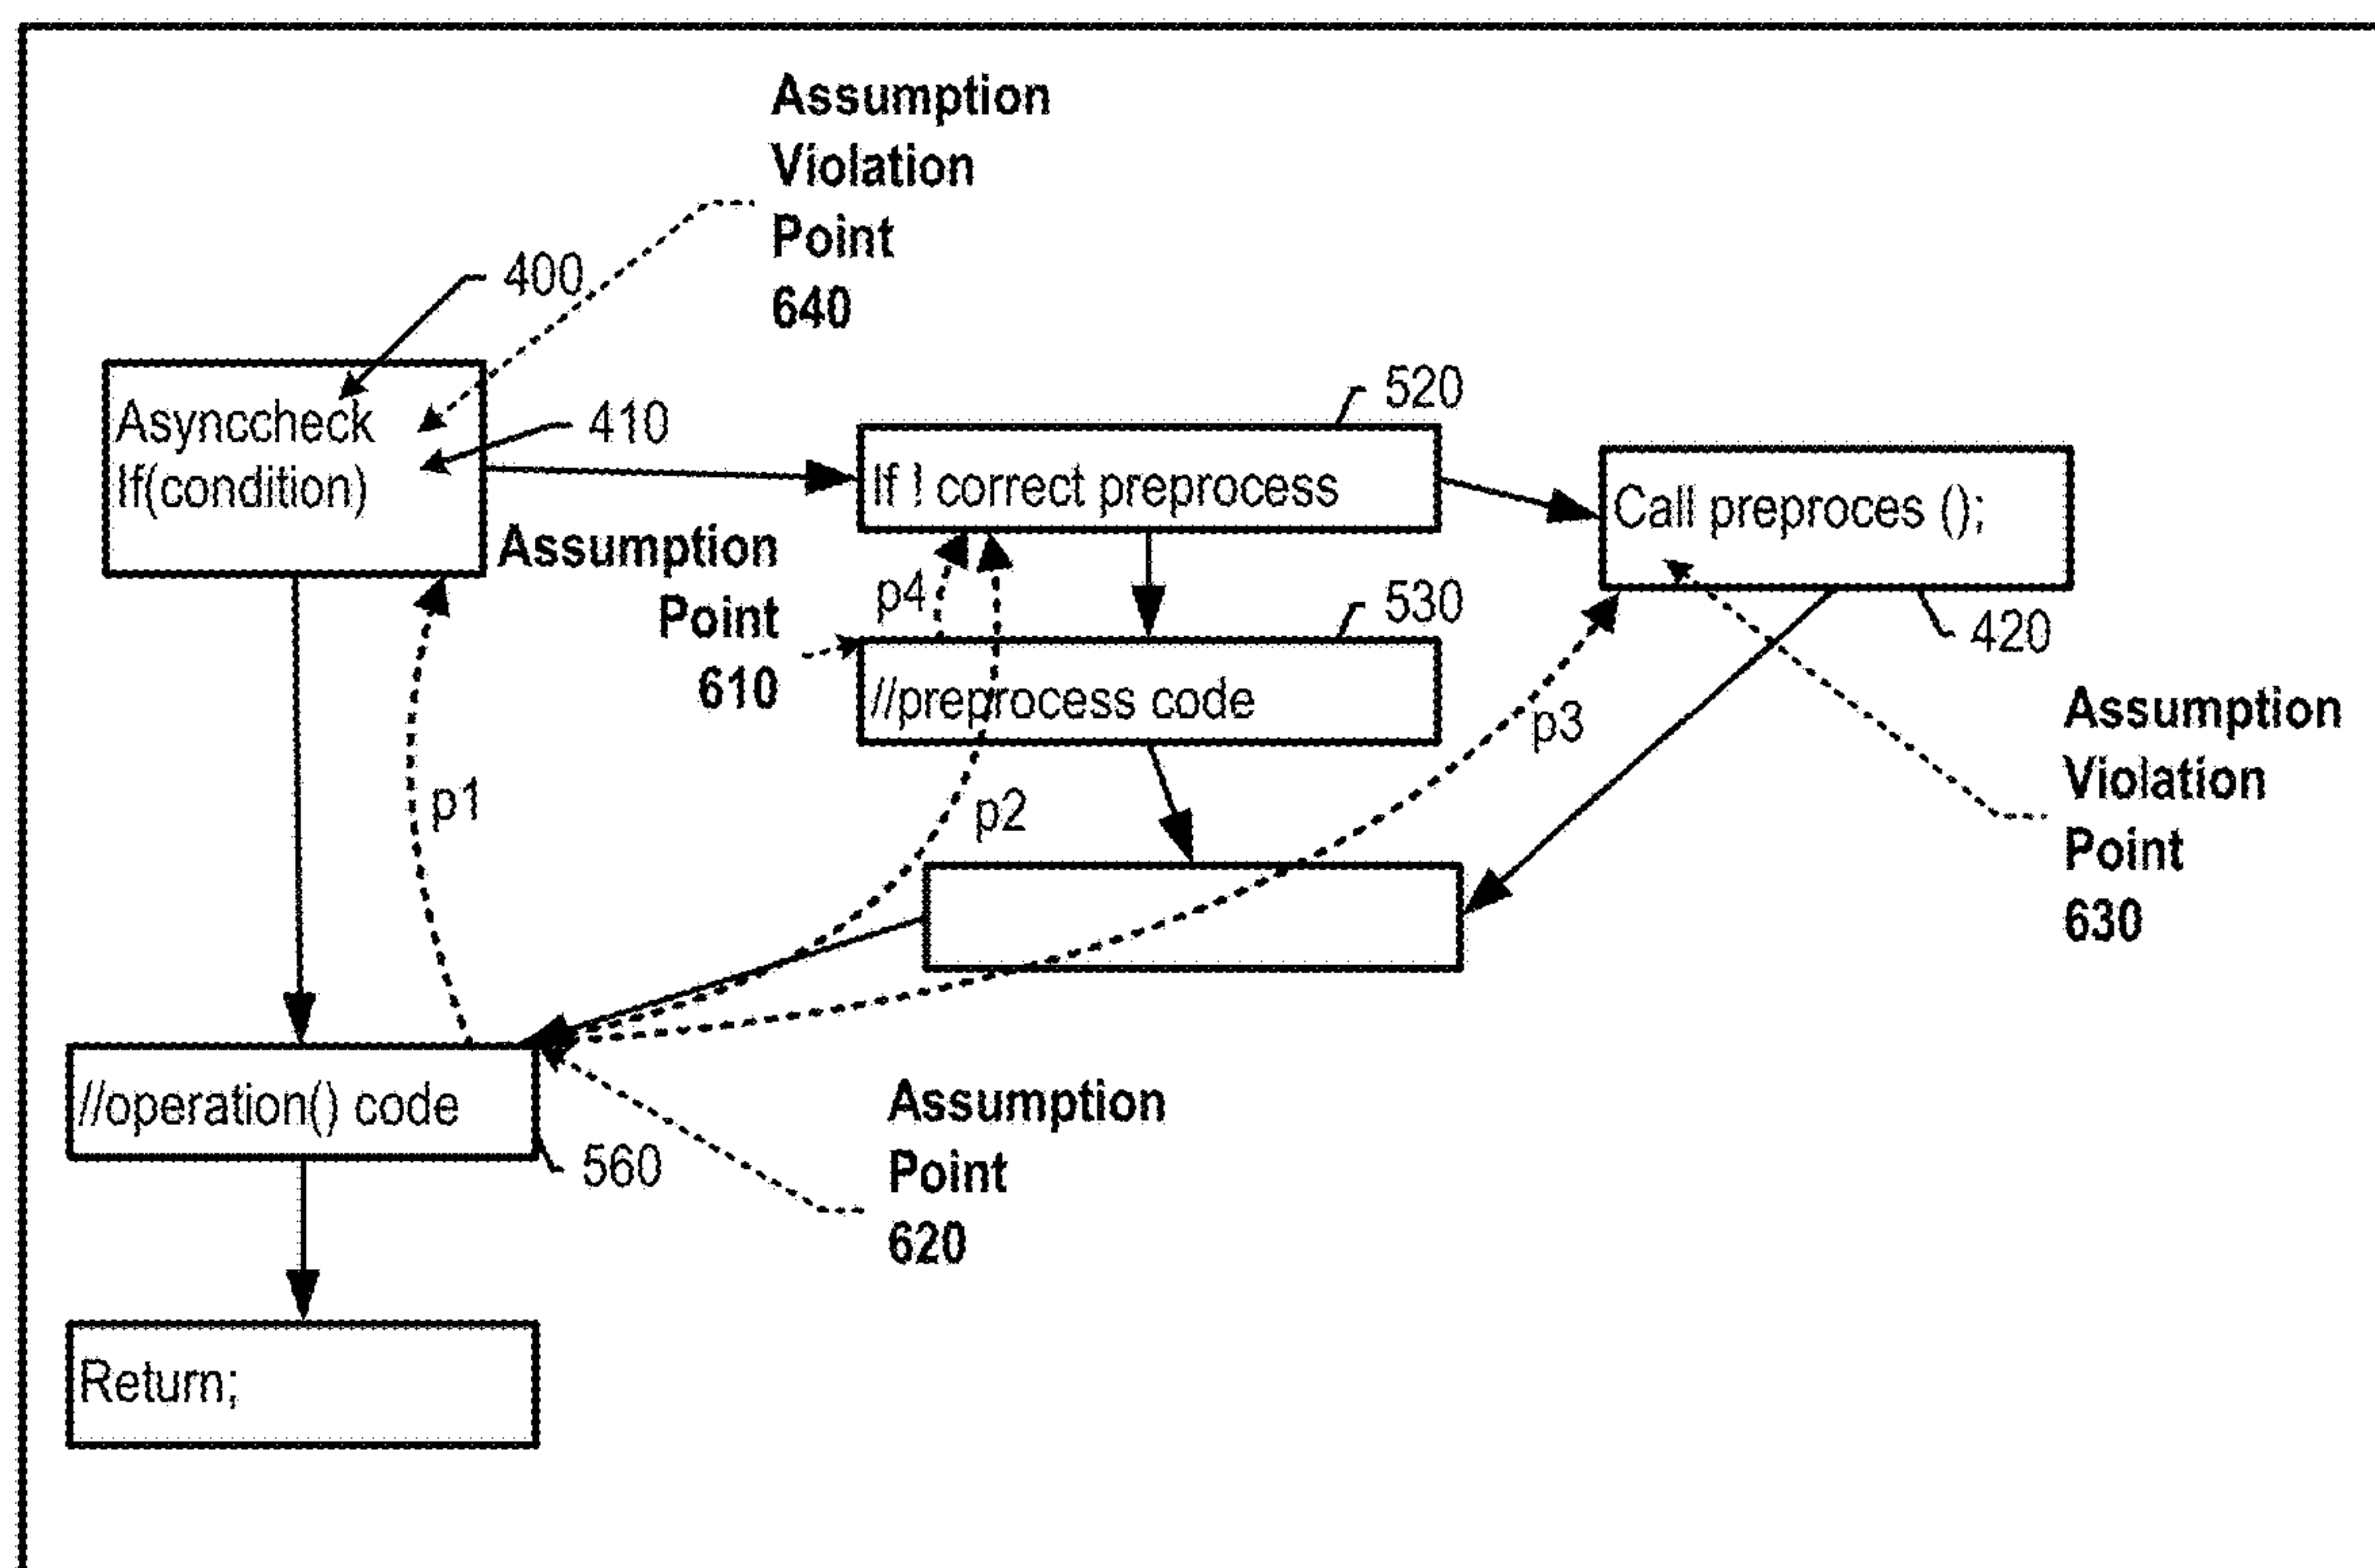 Assumption
Violation
Point
640
400
410
Asynccheck
If(condition)
520
If ! correct preprocess
Call preproces ();
420
Assumption
Point
610
p4
530
//preprocess code
p3
Assumption
Violation
Point
630
p1
p2
//operation() code
560
Assumption
Point
620
Return;